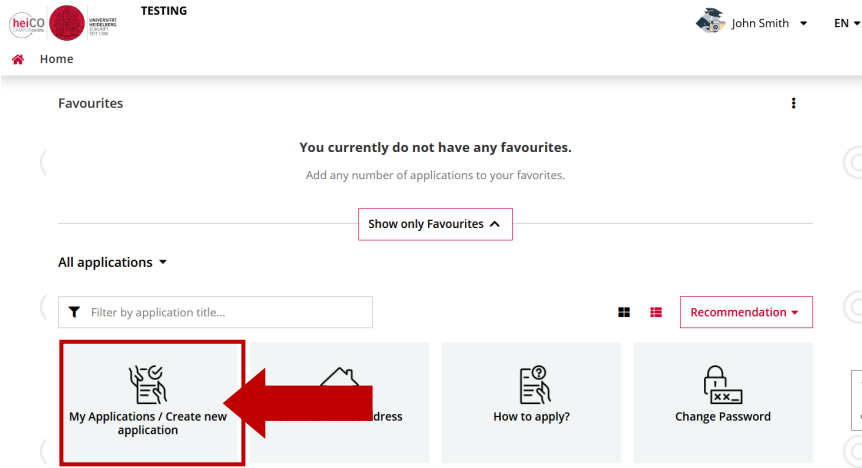 TESTING
heiCO
CAMPUSonline
UNIVERSITÄT
HEIDELBERG
ZUKUNFT
SEIT 1386
John Smith
EN
Home
Favourites
You currently do not have any favourites.
Add any number of applications to your favorites.
Show only Favourites
All applications
Filter by application title...
Recommendation
My Applications / Create new
application
dress
How to apply?
Change Password
xx_